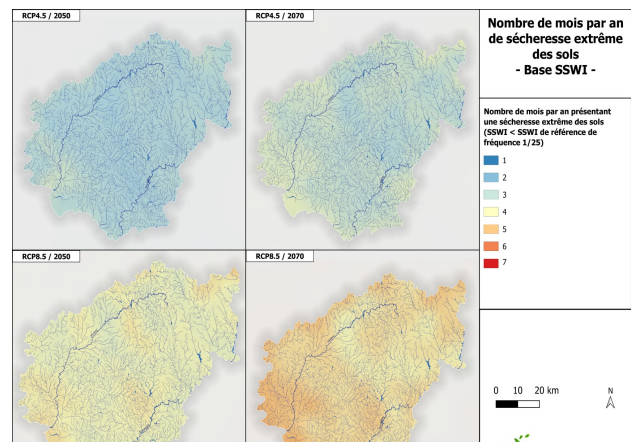 RCP4.5 / 2050
RCP4.5 / 2070
Nombre de mois par an
de sécheresse extrême
des sols
- Base SSWI -
Nombre de mois par an présentant
une sécheresse extrême des sols
(SSWI < SSWI de référence de
fréquence 1/25)
1
2
3
4
5
6
7
RCP8.5 / 2050
RCP8.5 / 2070
0 10 20 km
N